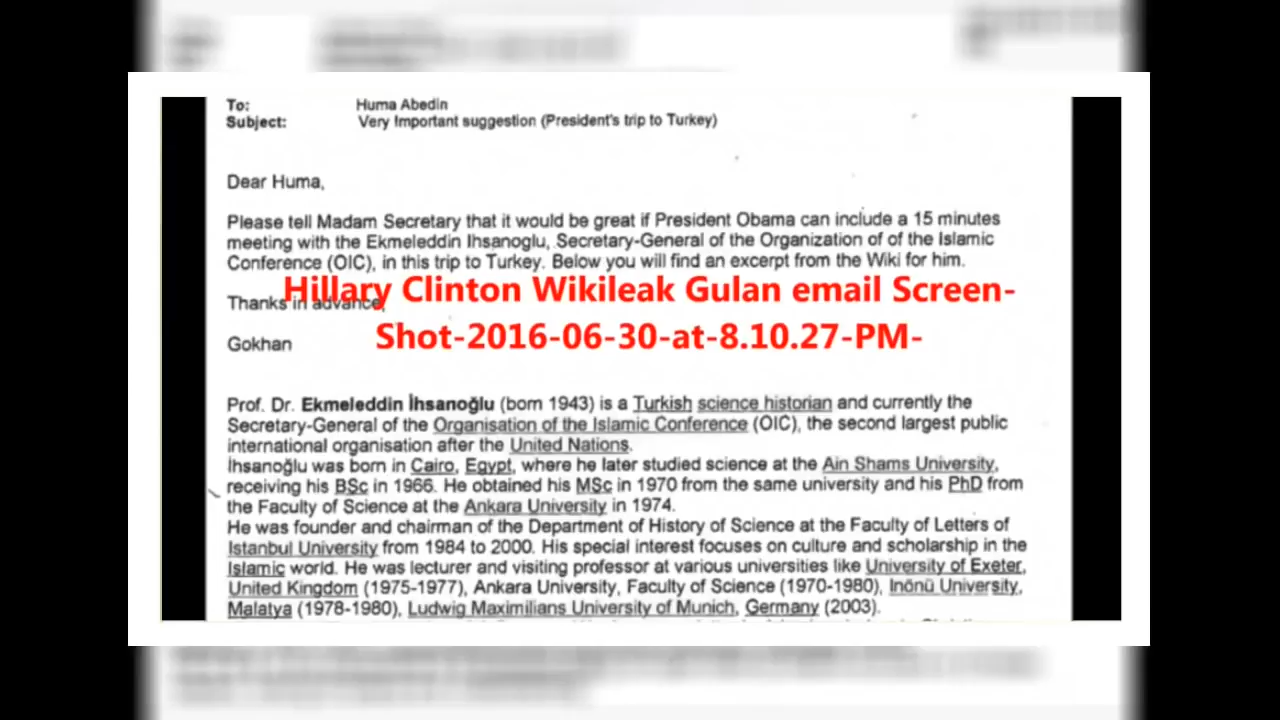 To: Huma Abedin
Subject: Very Important suggestion (President's trip to Turkey)
Dear Huma,
Please tell Madam Secretary that it would be great if President Obama can include a 15 minutes
meeting with the Ekmeleddin Ihsanoglu, Secretary-General of the Organization of of the Islamic
Conference (OIC), in this trip to Turkey. Below you will find an excerpt from the Wiki for him.
Hillary Clinton Wikileak Gulan email Screen-
Thanks in advance,
Shot-2016-06-30-at-8.10.27-PM-
Gokhan
Prof. Dr. Ekmeleddin İhsanoğlu (born 1943) is a Turkish science historian and currently the
Secretary-General of the Organisation of the Islamic Conference (OIC), the second largest public
international organisation after the United Nations.
İhsanoğlu was born in Cairo, Egypt, where he later studied science at the Ain Shams University,
receiving his BSc in 1966. He obtained his MSc in 1970 from the same university and his PhD from
the Faculty of Science at the Ankara University in 1974.
He was founder and chairman of the Department of History of Science at the Faculty of Letters of
Istanbul University from 1984 to 2000. His special interest focuses on culture and scholarship in the
Islamic world. He was lecturer and visiting professor at various universities like University of Exeter,
United Kingdom (1975-1977), Ankara University, Faculty of Science (1970-1980), Inönü University,
Malatya (1978-1980), Ludwig Maximilians University of Munich, Germany (2003).